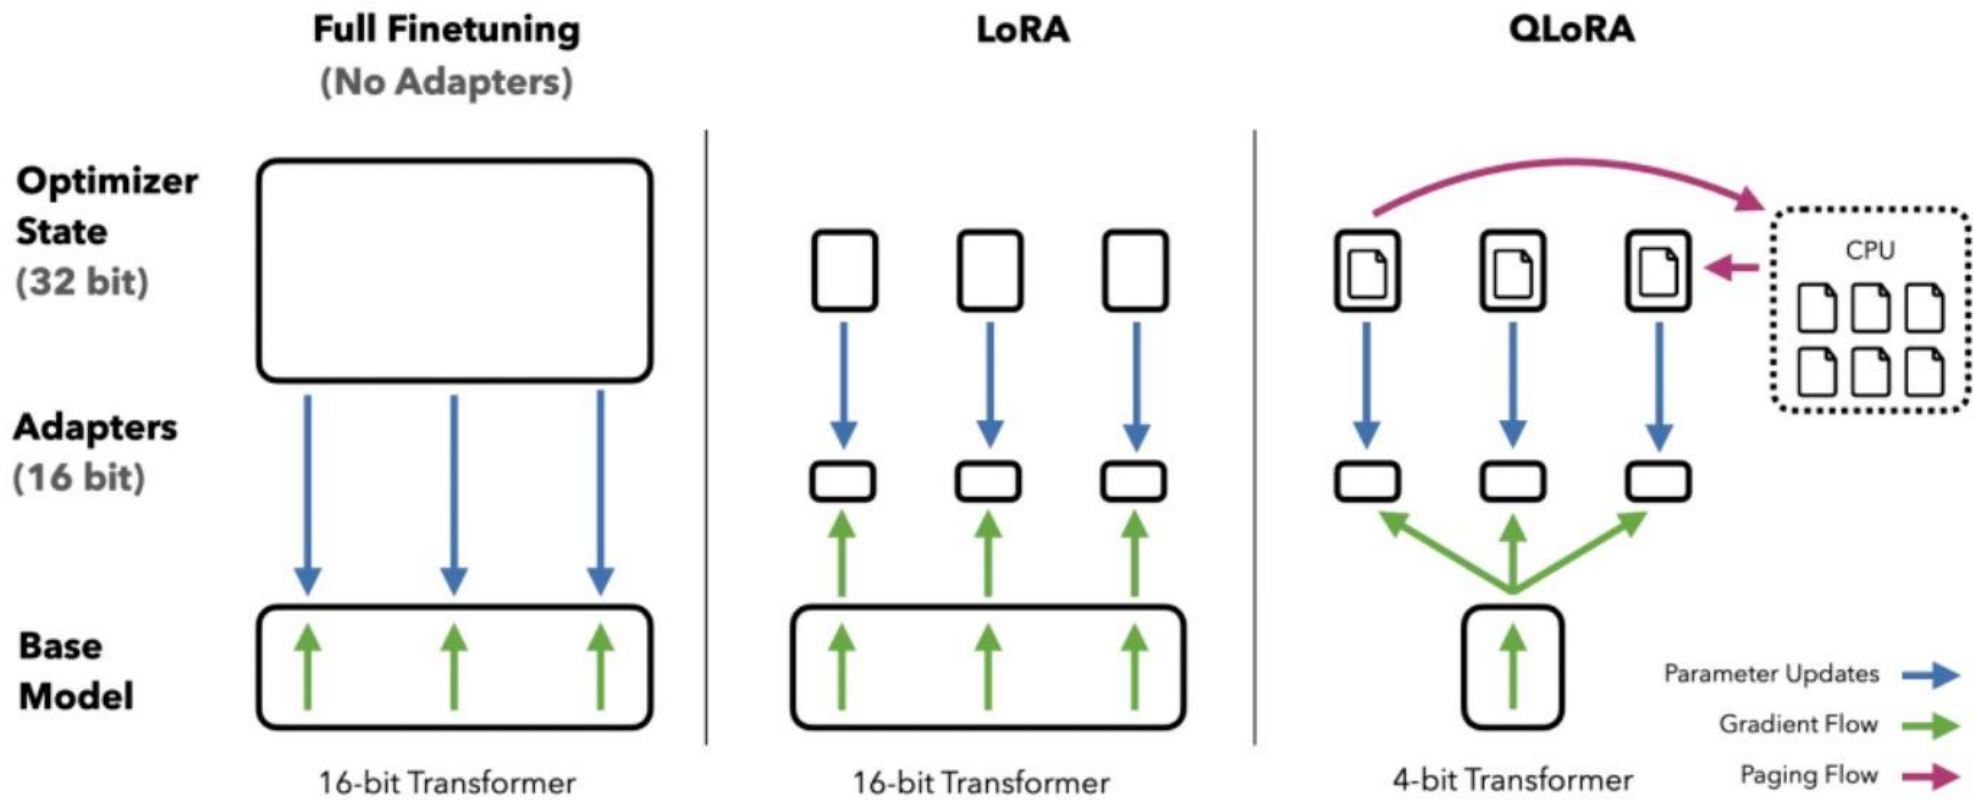 Full Finetuning
(No Adapters)
LoRA
QLoRA
Optimizer
State
(32 bit)
CPU
Adapters
(16 bit)
Base
Model
Parameter Updates
Gradient Flow
Paging Flow
16-bit Transformer
16-bit Transformer
4-bit Transformer